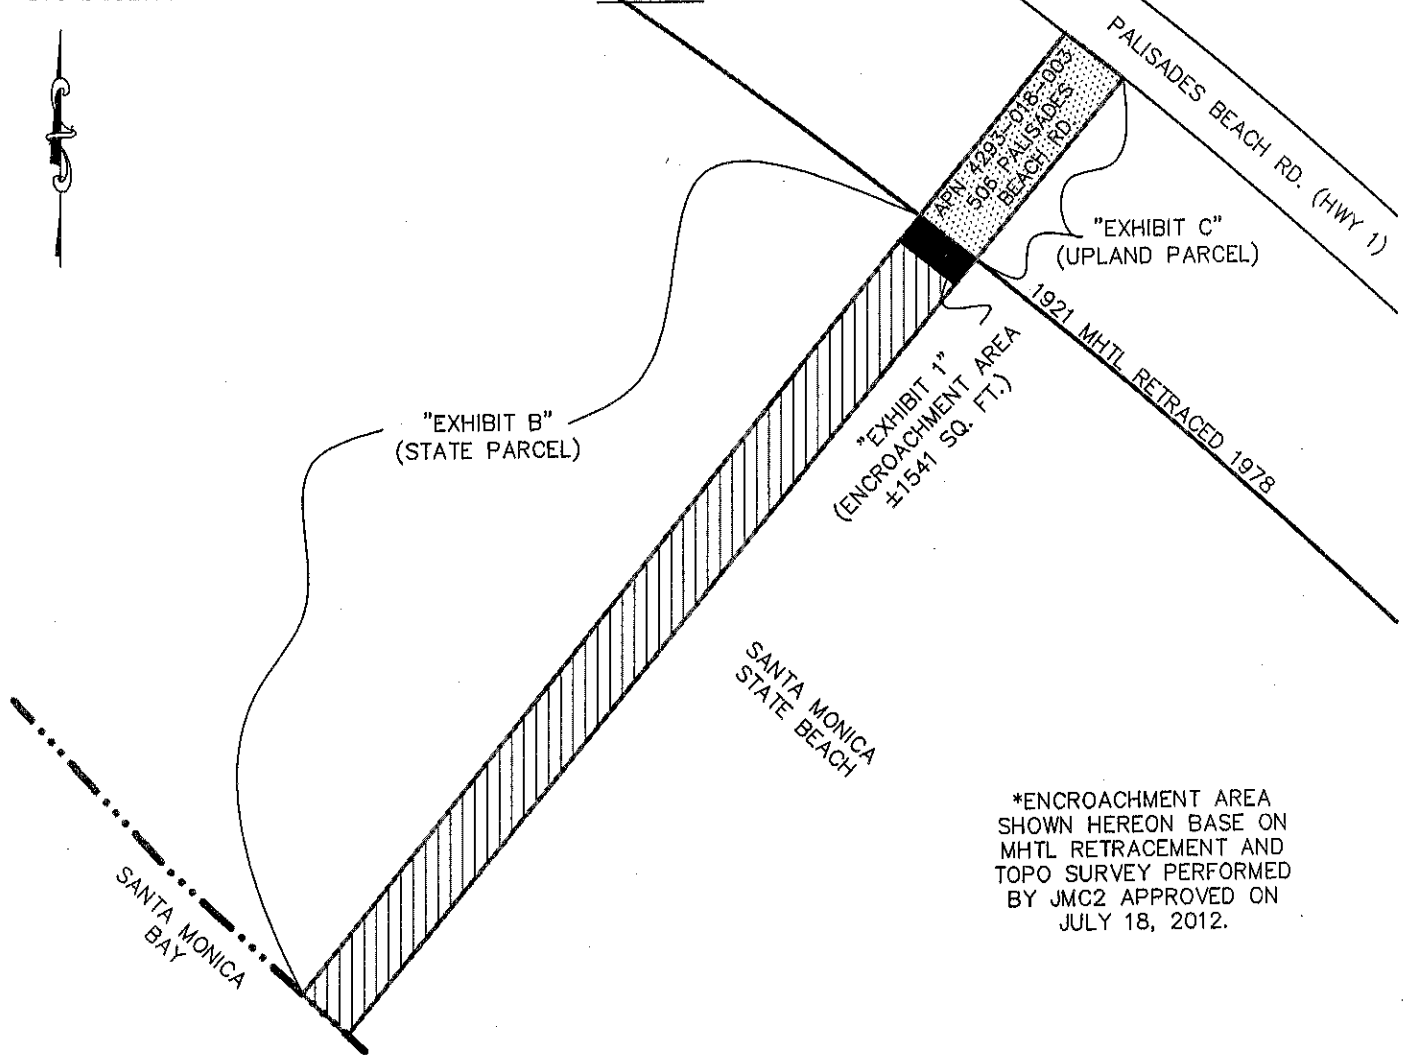 PALISADES BEACH RD. (HWY 1)
APN 4293-018-003
506 PALISADES
BEACH RD.
"EXHIBIT C"
(UPLAND PARCEL)
1921 MHTL RETRACED 1978
"EXHIBIT 1"
(ENCROACHMENT AREA
±1541 SQ. FT.)
"EXHIBIT B"
(STATE PARCEL)
SANTA MONICA
STATE BEACH
*ENCROACHMENT AREA
SHOWN HEREON BASE ON
MHTL RETRACEMENT AND
TOPO SURVEY PERFORMED
BY JMC2 APPROVED ON
JULY 18, 2012.
SANTA MONICA
BAY